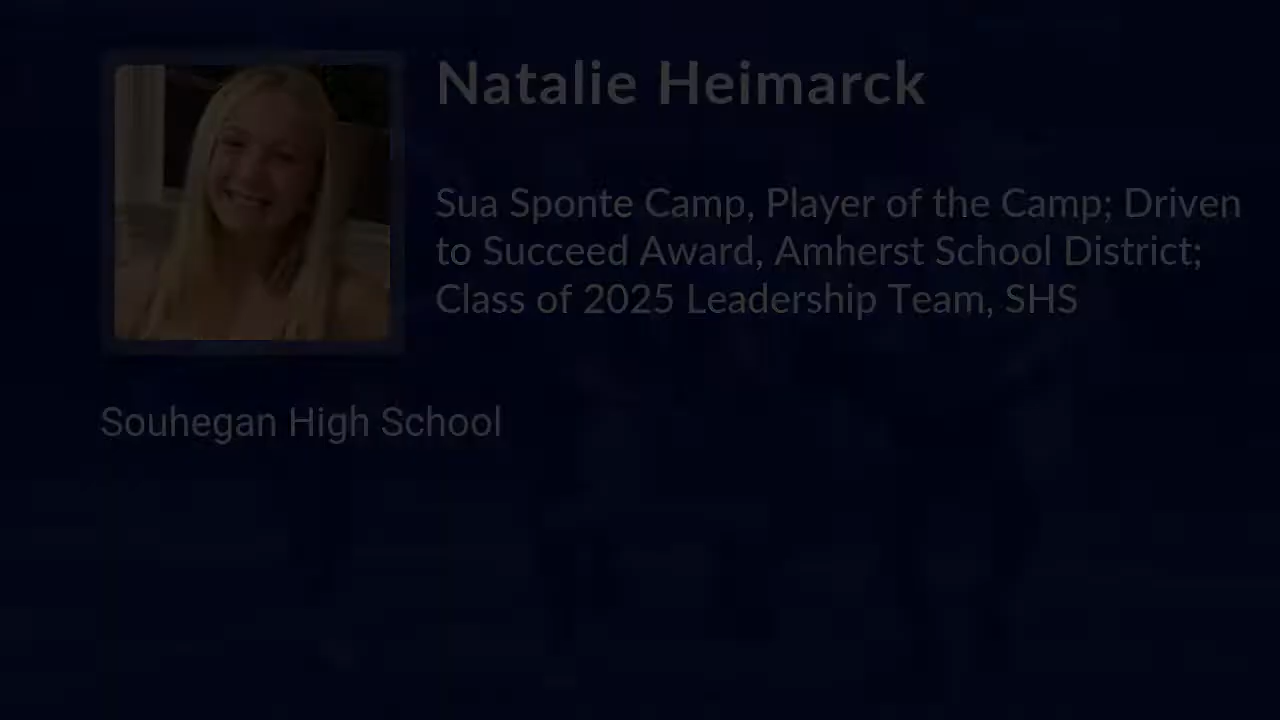 Natalie Heimarck
Sua Sponte Camp, Player of the Camp; Driven
to Succeed Award, Amherst School District;
Class of 2025 Leadership Team, SHS
Souhegan High School